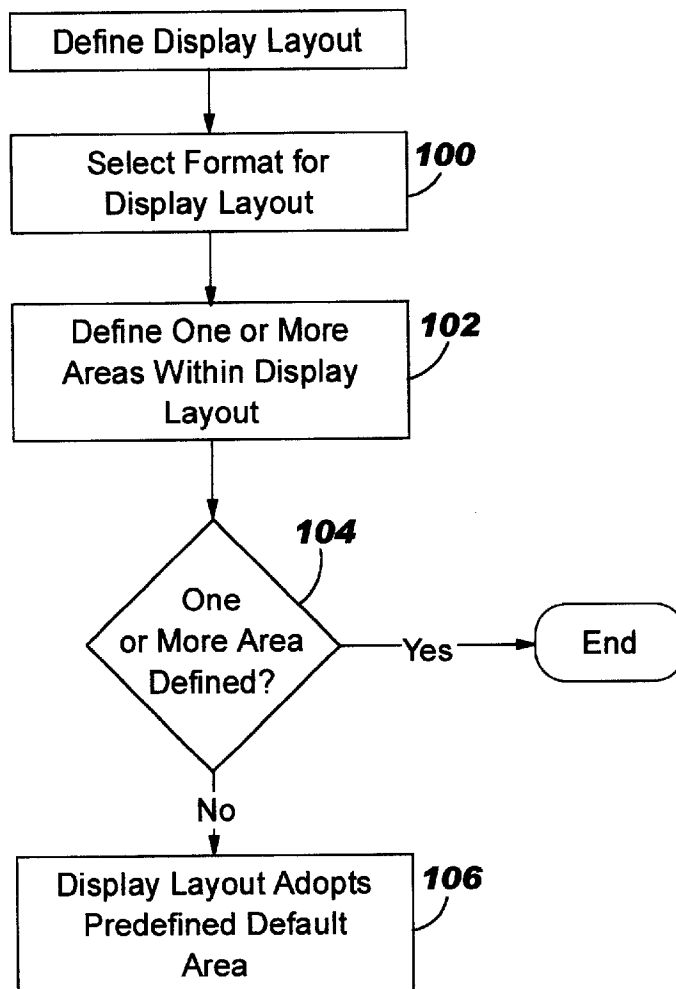 Define Display Layout
Select Format for
Display Layout
100
Define One or More
Areas Within Display
Layout
102
104
One
or More Area
Defined?
Yes
End
No
Display Layout Adopts
Predefined Default
Area
106